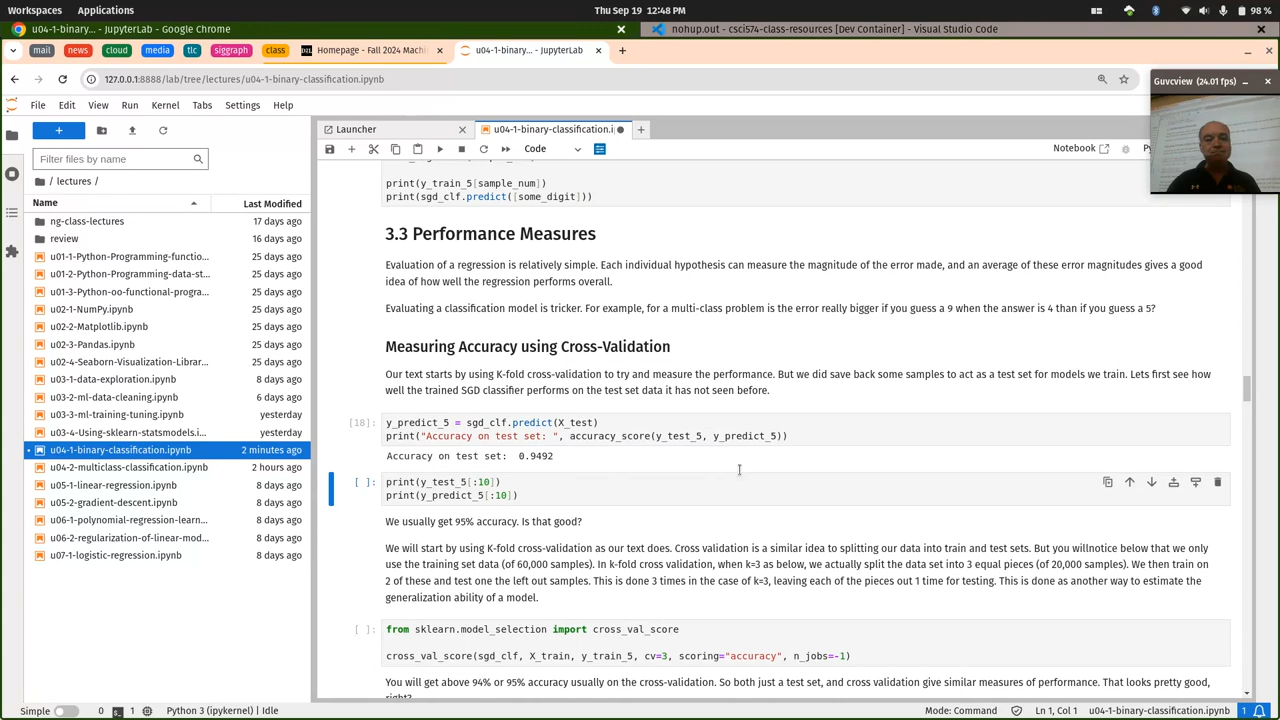 Workspaces Applications Thu Sep 19 12:48 PM 98 %
u04-1-binary-... - JupyterLab - Google Chrome
nohup.out - csci574-class-resources [Dev Container] - Visual Studio Code
mail news cloud media tlc siggraph class Homepage - Fall 2024 Machi u04-1-binary-... - JupyterLab
127.0.0.1:8888/lab/tree/lectures/u04-1-binary-classification.ipynb
Guvcview (24.01 fps)
File Edit View Run Kernel Tabs Settings Help
Launcher u04-1-binary-classification.i
Filter files by name
Code Notebook Py
/ lectures /
Name Last Modified
ng-class-lectures 17 days ago
review 16 days ago
u01-1-Python-Programming-functio... 25 days ago
u01-2-Python-Programming-data-st... 25 days ago
u01-3-Python-oo-functional-progra... 25 days ago
u02-1-NumPy.ipynb 25 days ago
u02-2-Matplotlib.ipynb 25 days ago
u02-3-Pandas.ipynb 25 days ago
u02-4-Seaborn-Visualization-Librar... 25 days ago
u03-1-data-exploration.ipynb 8 days ago
u03-2-ml-data-cleaning.ipynb 8 days ago
u03-3-ml-training-tuning.ipynb yesterday
u03-4-Using-sklearn-statsmodels.i... yesterday
u04-1-binary-classification.ipynb 2 minutes ago
u04-2-multiclass-classification.ipynb 2 hours ago
u05-1-linear-regression.ipynb 8 days ago
u05-2-gradient-descent.ipynb 8 days ago
u06-1-polynomial-regression-learn... 8 days ago
u06-2-regularization-of-linear-mod... 8 days ago
u07-1-logistic-regression.ipynb 8 days ago
print(y_train_5[sample_num])
print(sgd_clf.predict([some_digit]))
3.3 Performance Measures
Evaluation of a regression is relatively simple. Each individual hypothesis can measure the magnitude of the error made, and an average of these error magnitudes gives a good
idea of how well the regression performs overall.
Evaluating a classification model is tricker. For example, for a multi-class problem is the error really bigger if you guess a 9 when the answer is 4 than if you guess a 5?
Measuring Accuracy using Cross-Validation
Our text starts by using K-fold cross-validation to try and measure the performance. But we did save back some samples to act as a test set for models we train. Lets first see how
well the trained SGD classifier performs on the test set data it has not seen before.
[18]: y_predict_5 = sgd_clf.predict(X_test)
print("Accuracy on test set: ", accuracy_score(y_test_5, y_predict_5))
Accuracy on test set:  0.9492
[ ]: print(y_test_5[:10])
print(y_predict_5[:10])
We usually get 95% accuracy. Is that good?
We will start by using K-fold cross-validation as our text does. Cross validation is a similar idea to splitting our data into train and test sets. But you willnotice below that we only
use the training set data (of 60,000 samples). In k-fold cross validation, when k=3 as below, we actually split the data set into 3 equal pieces (of 20,000 samples). We then train on
2 of these and test one the left out samples. This is done 3 times in the case of k=3, leaving each of the pieces out 1 time for testing. This is done as another way to estimate the
generalization ability of a model.
[ ]: from sklearn.model_selection import cross_val_score
cross_val_score(sgd_clf, X_train, y_train_5, cv=3, scoring="accuracy", n_jobs=-1)
You will get above 94% or 95% accuracy usually on the cross-validation. So both just a test set, and cross validation give similar measures of performance. That looks pretty good,
right?
Simple 0 1 Python 3 (ipykernel) | Idle Mode: Command Ln 1, Col 1 u04-1-binary-classification.ipynb 1